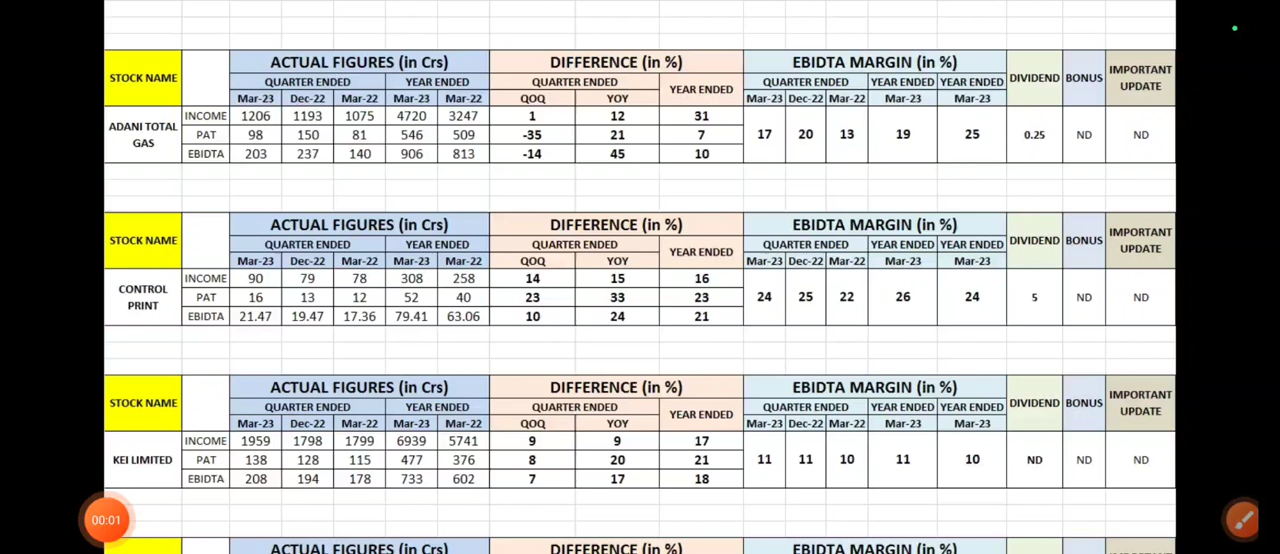 STOCK NAME ACTUAL FIGURES (in Crs) DIFFERENCE (in %) EBIDTA MARGIN (in %) DIVIDEND BONUS IMPORTANT UPDATE
QUARTER ENDED YEAR ENDED QUARTER ENDED YEAR ENDED QUARTER ENDED YEAR ENDED YEAR ENDED
Mar-23 Dec-22 Mar-22 Mar-23 Mar-22 QOQ YOY Mar-23 Dec-22 Mar-22 Mar-23 Mar-23
ADANI TOTAL GAS
INCOME 1206 1193 1075 4720 3247 1 12 31
PAT 98 150 81 546 509 -35 21 7 17 20 13 19 25 0.25 ND ND
EBIDTA 203 237 140 906 813 -14 45 10
STOCK NAME ACTUAL FIGURES (in Crs) DIFFERENCE (in %) EBIDTA MARGIN (in %) DIVIDEND BONUS IMPORTANT UPDATE
QUARTER ENDED YEAR ENDED QUARTER ENDED YEAR ENDED QUARTER ENDED YEAR ENDED YEAR ENDED
Mar-23 Dec-22 Mar-22 Mar-23 Mar-22 QOQ YOY Mar-23 Dec-22 Mar-22 Mar-23 Mar-23
CONTROL PRINT
INCOME 90 79 78 308 258 14 15 16
PAT 16 13 12 52 40 23 33 23 24 25 22 26 24 5 ND ND
EBIDTA 21.47 19.47 17.36 79.41 63.06 10 24 21
STOCK NAME ACTUAL FIGURES (in Crs) DIFFERENCE (in %) EBIDTA MARGIN (in %) DIVIDEND BONUS IMPORTANT UPDATE
QUARTER ENDED YEAR ENDED QUARTER ENDED YEAR ENDED QUARTER ENDED YEAR ENDED YEAR ENDED
Mar-23 Dec-22 Mar-22 Mar-23 Mar-22 QOQ YOY Mar-23 Dec-22 Mar-22 Mar-23 Mar-23
KEI LIMITED
INCOME 1959 1798 1799 6939 5741 9 9 17
PAT 138 128 115 477 376 8 20 21 11 11 10 11 10 ND ND ND
EBIDTA 208 194 178 733 602 7 17 18
00:01
ACTUAL FIGURES (in Crs) DIFFERENCE (in %) EBIDTA MARGIN (in %) IMPORTANT